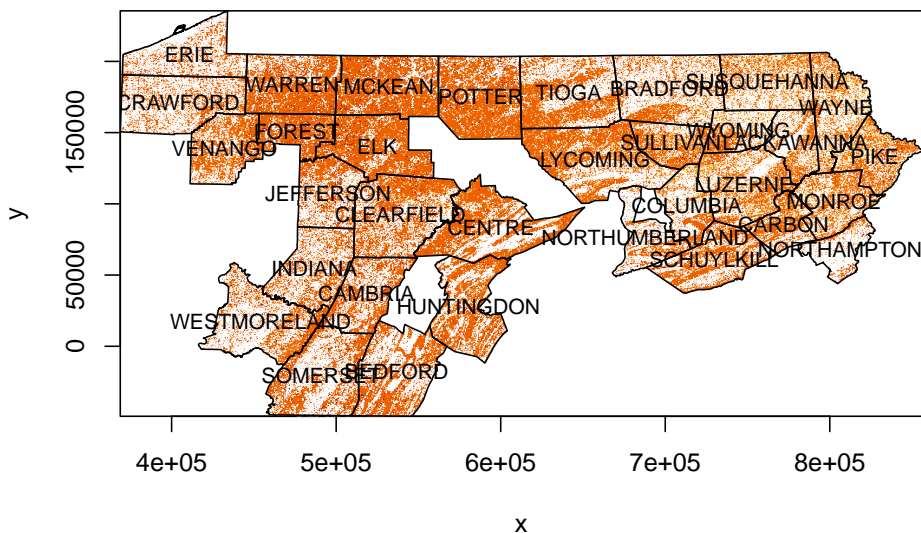 ERIE
WARREN MCKEAN POTTER TIOGA BRADFORD SUSQUEHANNA
CRAWFORD WAYNE
VENANGO FOREST ELK LYCOMING SULLIVAN WYOMING LACKAWANNA PIKE
JEFFERSON CLEARFIELD COLUMBIA LUZERNE MONROE
CENTRE NORTHUMBERLAND CARBON
INDIANA SCHUYLKILL NORTHAMPTON
CAMBRIA HUNTINGDON
WESTMORELAND
SOMERSET BEDFORD
150000
50000
0
y
4e+05 5e+05 6e+05 7e+05 8e+05
x